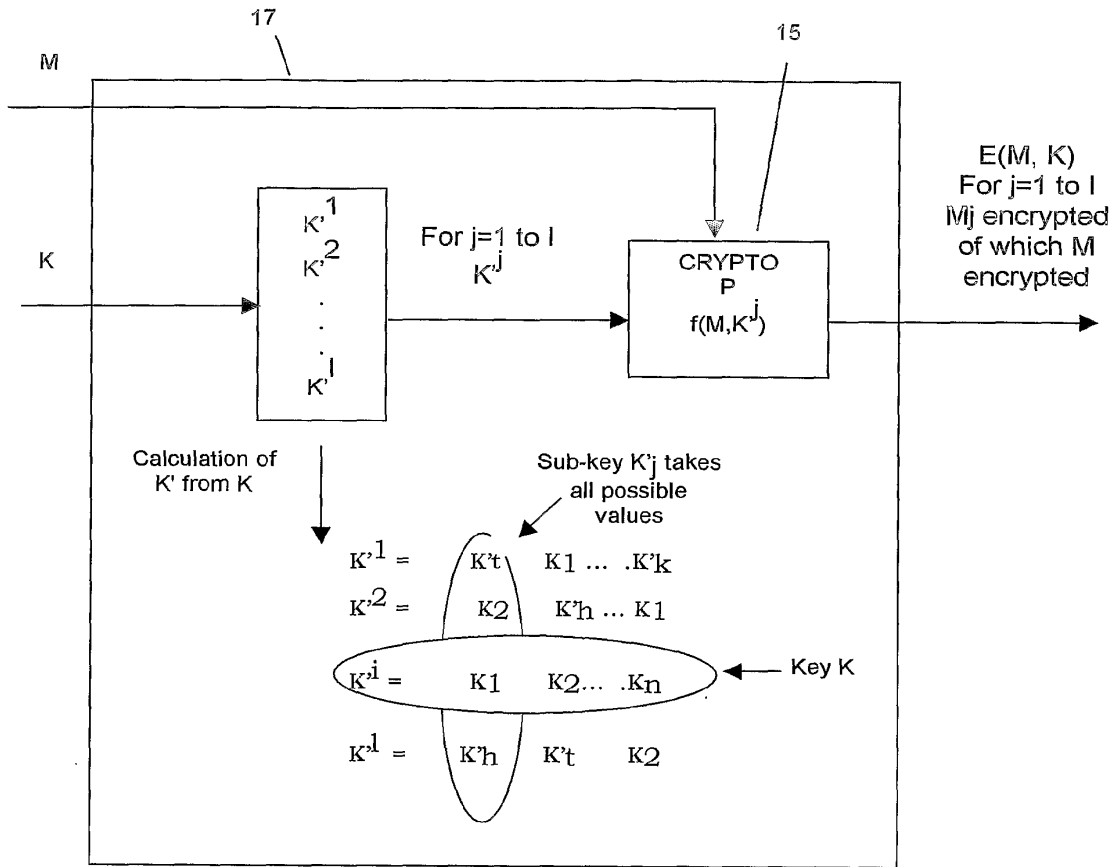 17
15
M
K
K'1
K'2
.
.
.
K'l
For j=1 to l
K'j
CRYPTO
P
f(M,K'j)
E(M, K)
For j=1 to l
Mj encrypted
of which M
encrypted
Calculation of
K' from K
Sub-key K'j takes
all possible
values
K'1 = K't K1 ... .K'k
K'2 = K2 K'h ... K1
K'i = K1 K2... .Kn
Key K
K'l = K'h K't K2